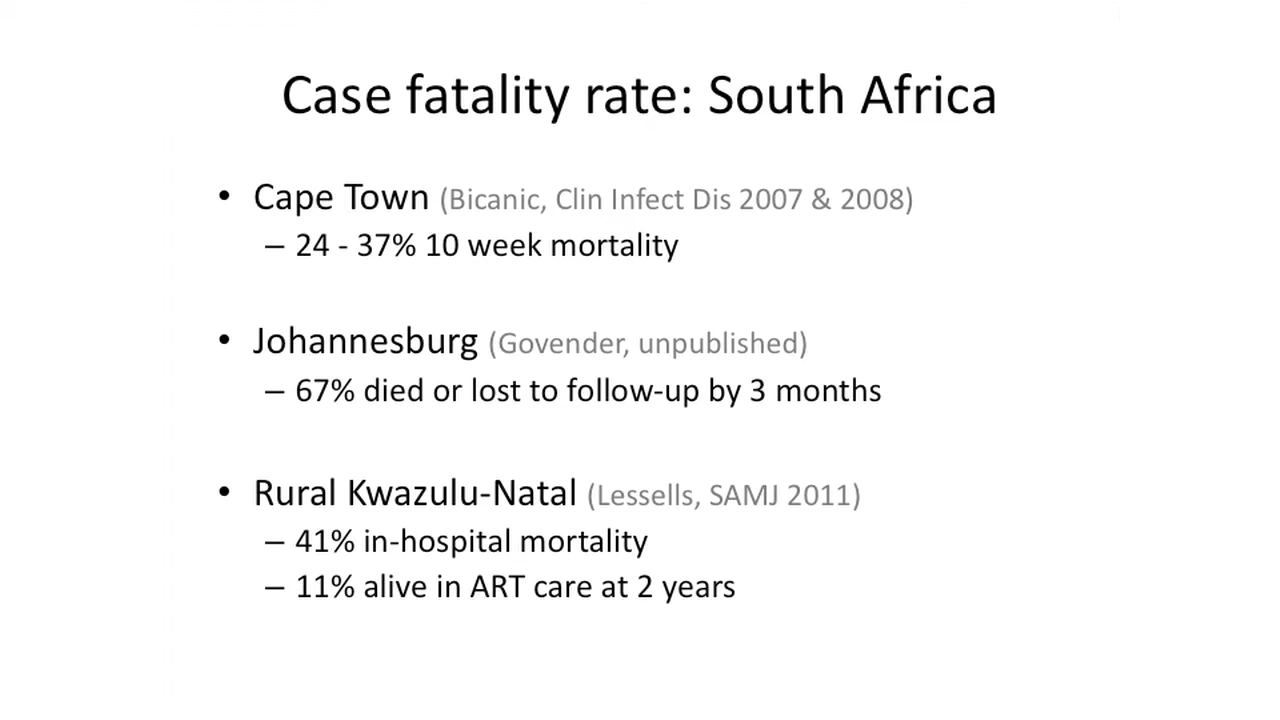 Case fatality rate: South Africa
• Cape Town (Bicanic, Clin Infect Dis 2007 & 2008)
– 24 - 37% 10 week mortality
• Johannesburg (Govender, unpublished)
– 67% died or lost to follow-up by 3 months
• Rural Kwazulu-Natal (Lessells, SAMJ 2011)
– 41% in-hospital mortality
– 11% alive in ART care at 2 years